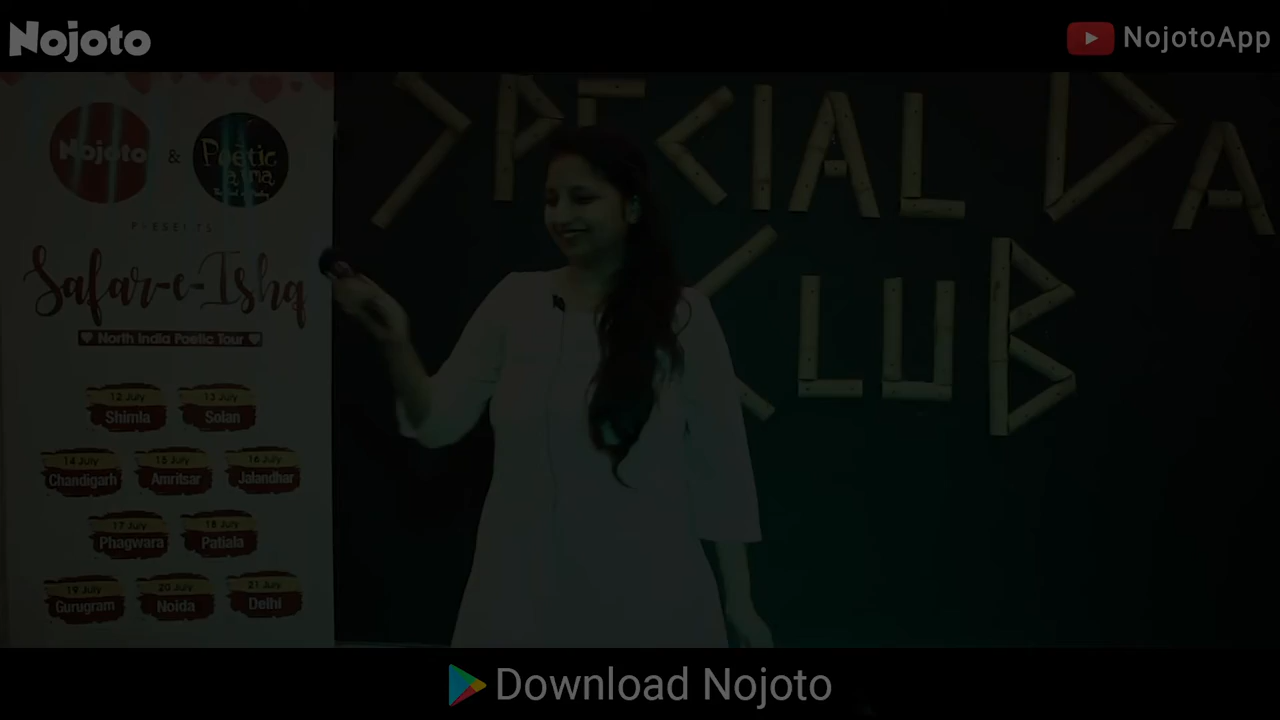 Nojoto
NojotoApp
Nojoto & Poetic
PRESENTS
Safar-e-Ishq
North India Poetic Tour
12 July
Shimla
13 July
Solan
14 July
Chandigarh
15 July
Amritsar
16 July
Jalandhar
17 July
Phagwara
18 July
Patiala
19 July
Gurugram
20 July
Noida
21 July
Delhi
SPECIAL DA
CLUB
Download Nojoto